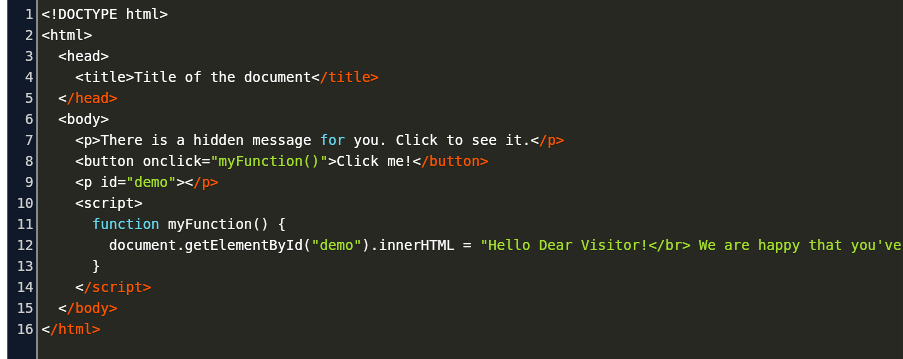 1 <!DOCTYPE html>
2 <html>
3   <head>
4     <title>Title of the document</title>
5   </head>
6   <body>
7     <p>There is a hidden message for you. Click to see it.</p>
8     <button onclick="myFunction()">Click me!</button>
9     <p id="demo"></p>
10     <script>
11       function myFunction() {
12         document.getElementById("demo").innerHTML = "Hello Dear Visitor!</br> We are happy that you've
13       }
14     </script>
15   </body>
16 </html>